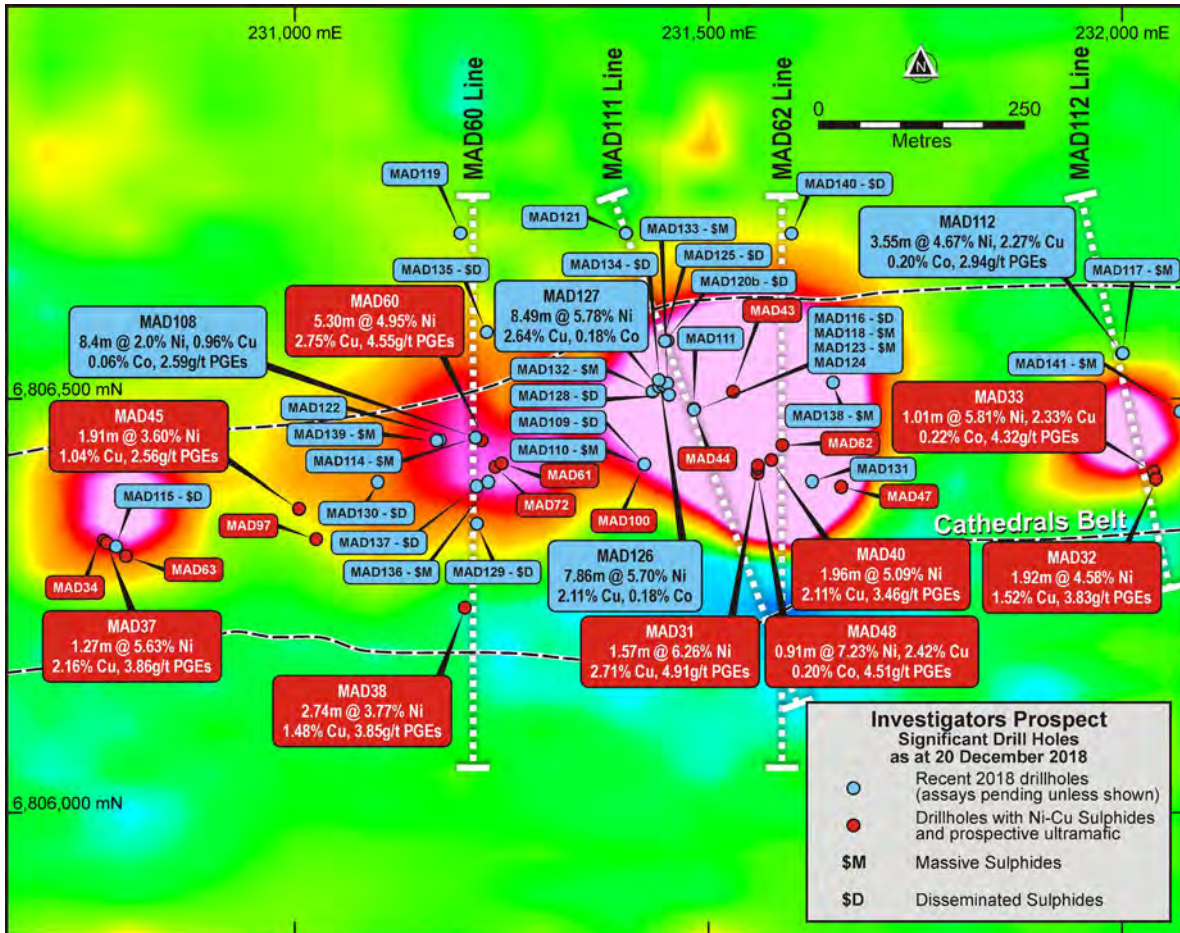 231,000 mE
231,500 mE
232,000 mE
MAD60 Line
MAD111 Line
MAD62 Line
MAD112 Line
N
0
250
Metres
MAD119
MAD121
MAD133 - $M
MAD140 - $D
MAD135 - $D
MAD134 - $D
MAD125 - $D
MAD120b - $D
MAD43
MAD112
3.55m @ 4.67% Ni, 2.27% Cu
0.20% Co, 2.94g/t PGEs
MAD117 - $M
MAD60
5.30m @ 4.95% Ni
2.75% Cu, 4.55g/t PGEs
MAD127
8.49m @ 5.78% Ni
2.64% Cu, 0.18% Co
MAD108
8.4m @ 2.0% Ni, 0.96% Cu
0.06% Co, 2.59g/t PGEs
MAD111
MAD116 - $D
MAD118 - $M
MAD123 - $M
MAD124
MAD141 - $M
6,806,500 mN
MAD132 - $M
MAD128 - $D
MAD138 - $M
MAD33
1.01m @ 5.81% Ni, 2.33% Cu
0.22% Co, 4.32g/t PGEs
MAD45
1.91m @ 3.60% Ni
1.04% Cu, 2.56g/t PGEs
MAD122
MAD139 - $M
MAD114 - $M
MAD109 - $D
MAD110 - $M
MAD44
MAD62
MAD131
MAD47
MAD61
MAD72
MAD100
MAD115 - $D
MAD97
MAD130 - $D
MAD137 - $D
MAD136 - $M
MAD129 - $D
Cathedrals Belt
MAD34
MAD63
MAD126
7.86m @ 5.70% Ni
2.11% Cu, 0.18% Co
MAD40
1.96m @ 5.09% Ni
2.11% Cu, 3.46g/t PGEs
MAD32
1.92m @ 4.58% Ni
1.52% Cu, 3.83g/t PGEs
MAD37
1.27m @ 5.63% Ni
2.16% Cu, 3.86g/t PGEs
MAD31
1.57m @ 6.26% Ni
2.71% Cu, 4.91g/t PGEs
MAD48
0.91m @ 7.23% Ni, 2.42% Cu
0.20% Co, 4.51g/t PGEs
MAD38
2.74m @ 3.77% Ni
1.48% Cu, 3.85g/t PGEs
6,806,000 mN
Investigators Prospect
Significant Drill Holes
as at 20 December 2018
Recent 2018 drillholes
(assays pending unless shown)
Drillholes with Ni-Cu Sulphides
and prospective ultramafic
$M Massive Sulphides
$D Disseminated Sulphides